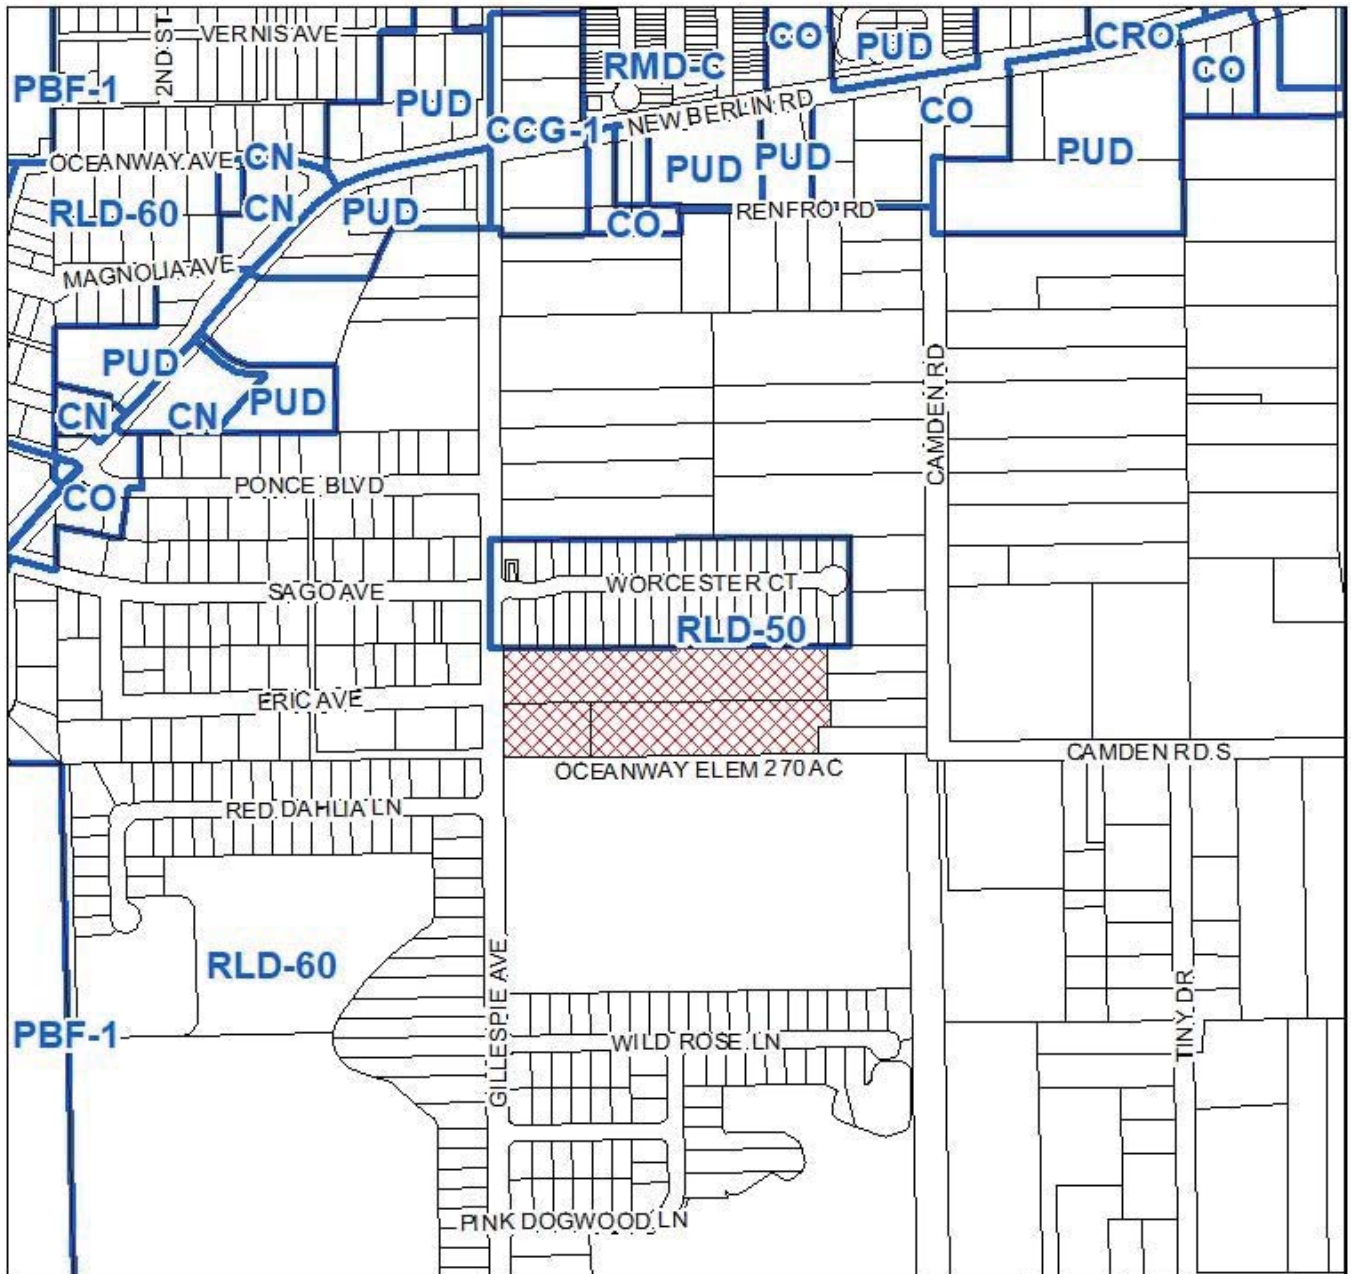 2ND ST
VERNIS AVE
PBF-1
PUD
CCG-1
RMD-C
CO
PUD
CRO
CO
CO
NEW BERLIN RD
OCEANWAY AVE
CN
PUD
PUD
PUD
RLD-60
CN
PUD
CO
RENFRO RD
MAGNOLIA AVE
PUD
CN
CN
PUD
CAMDEN RD
CO
PONCE BLVD
SAGO AVE
WORCESTER CT
RLD-50
ERIC AVE
OCEANWAY ELEM 270 AC
CAMDEN RD S
RED DAHLIA LN
RLD-60
GILLESPIE AVE
PBF-1
WILD ROSE LN
TINY DR
PINK DOGWOOD LN